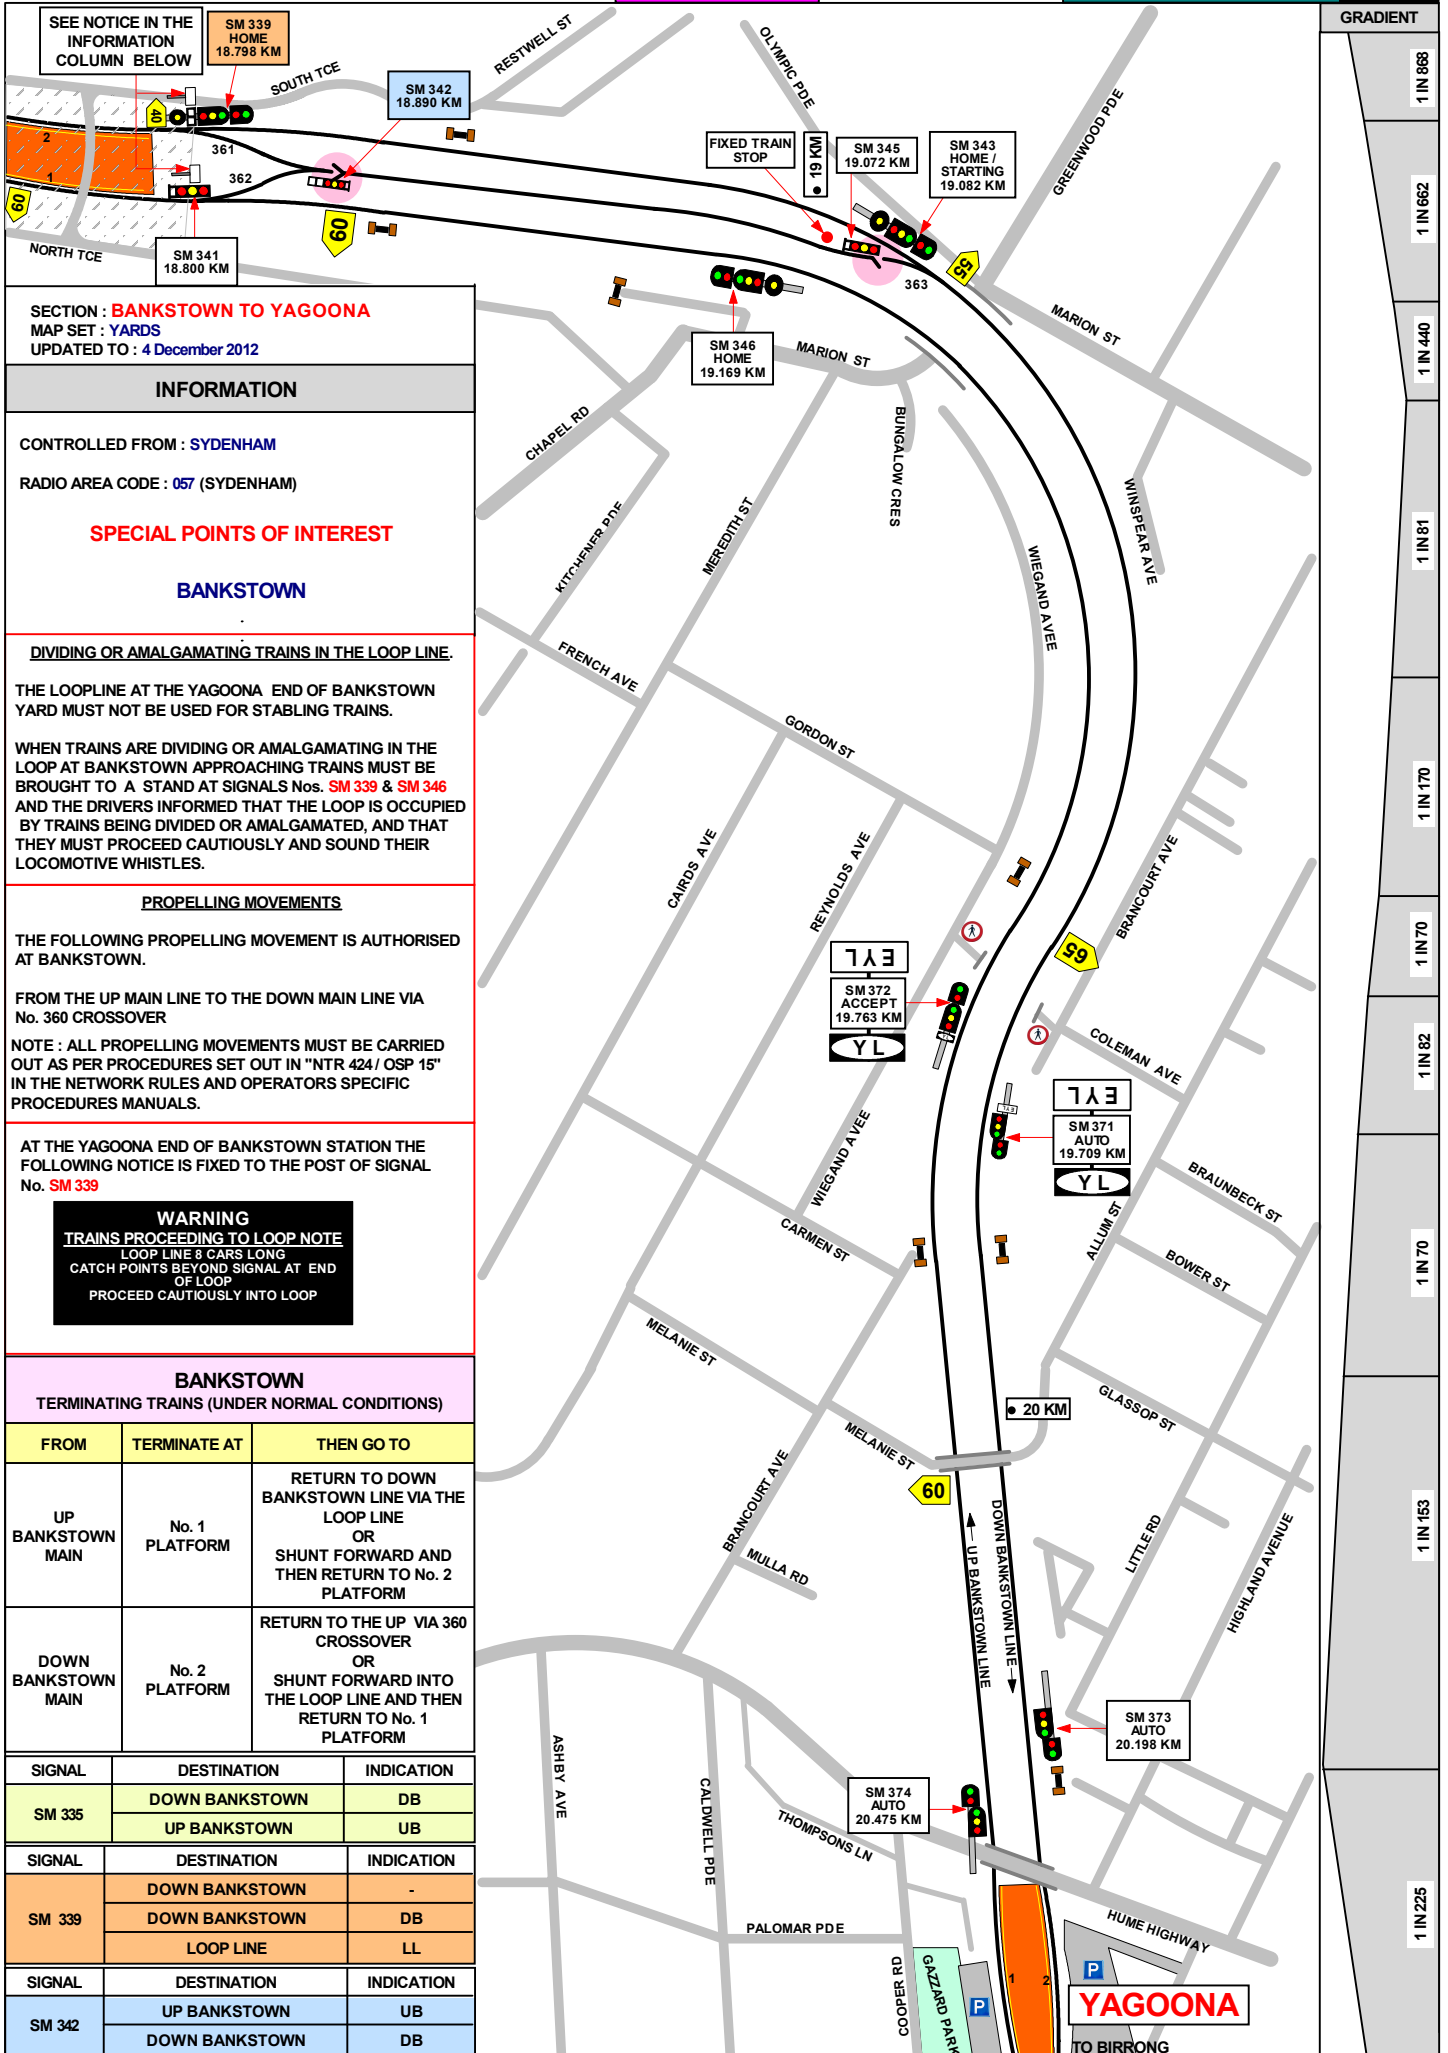 SEE NOTICE IN THE
INFORMATION
COLUMN BELOW
SM 339
HOME
18.798 KM
SOUTH TCE
RESTWELL ST
SM 342
18.890 KM
40
2
1
361
362
60
60
NORTH TCE
SM 341
18.800 KM
OLYMPIC PDE
GREENWOOD PDE
FIXED TRAIN
STOP
19 KM
SM 345
19.072 KM
SM 343
HOME /
STARTING
19.082 KM
55
363
SM 346
HOME
19.169 KM
MARION ST
MARION ST
GRADIENT
1 IN 868
1 IN 662
1 IN 440
1 IN 81
1 IN 170
1 IN 70
1 IN 82
1 IN 70
1 IN 153
1 IN 225
SECTION : BANKSTOWN TO YAGOONA
MAP SET : YARDS
UPDATED TO : 4 December 2012
INFORMATION
CONTROLLED FROM : SYDENHAM
RADIO AREA CODE : 057 (SYDENHAM)
SPECIAL POINTS OF INTEREST
BANKSTOWN
.
.
DIVIDING OR AMALGAMATING TRAINS IN THE LOOP LINE.
THE LOOPLINE AT THE YAGOONA END OF BANKSTOWN
YARD MUST NOT BE USED FOR STABLING TRAINS.
WHEN TRAINS ARE DIVIDING OR AMALGAMATING IN THE
LOOP AT BANKSTOWN APPROACHING TRAINS MUST BE
BROUGHT TO A STAND AT SIGNALS Nos. SM 339 & SM 346
AND THE DRIVERS INFORMED THAT THE LOOP IS OCCUPIED
BY TRAINS BEING DIVIDED OR AMALGAMATED, AND THAT
THEY MUST PROCEED CAUTIOUSLY AND SOUND THEIR
LOCOMOTIVE WHISTLES.
PROPELLING MOVEMENTS
THE FOLLOWING PROPELLING MOVEMENT IS AUTHORISED
AT BANKSTOWN.
FROM THE UP MAIN LINE TO THE DOWN MAIN LINE VIA
No. 360 CROSSOVER
NOTE : ALL PROPELLING MOVEMENTS MUST BE CARRIED
OUT AS PER PROCEDURES SET OUT IN "NTR 424 / OSP 15"
IN THE NETWORK RULES AND OPERATORS SPECIFIC
PROCEDURES MANUALS.
AT THE YAGOONA END OF BANKSTOWN STATION THE
FOLLOWING NOTICE IS FIXED TO THE POST OF SIGNAL
No. SM 339
WARNING
TRAINS PROCEEDING TO LOOP NOTE
LOOP LINE 8 CARS LONG
CATCH POINTS BEYOND SIGNAL AT END
OF LOOP
PROCEED CAUTIOUSLY INTO LOOP
BANKSTOWN
TERMINATING TRAINS (UNDER NORMAL CONDITIONS)
FROM TERMINATE AT THEN GO TO
UP
BANKSTOWN
MAIN
No. 1
PLATFORM
RETURN TO DOWN
BANKSTOWN LINE VIA THE
LOOP LINE
OR
SHUNT FORWARD AND
THEN RETURN TO No. 2
PLATFORM
DOWN
BANKSTOWN
MAIN
No. 2
PLATFORM
RETURN TO THE UP VIA 360
CROSSOVER
OR
SHUNT FORWARD INTO
THE LOOP LINE AND THEN
RETURN TO No. 1
PLATFORM
SIGNAL DESTINATION INDICATION
SM 335
DOWN BANKSTOWN DB
UP BANKSTOWN UB
SIGNAL DESTINATION INDICATION
SM 339
DOWN BANKSTOWN -
DOWN BANKSTOWN DB
LOOP LINE LL
SIGNAL DESTINATION INDICATION
SM 342
UP BANKSTOWN UB
DOWN BANKSTOWN DB
CHAPEL RD
BUNGALOW CRES
KITCHENER PDE
MEREDITH ST
WINSPEAR AVE
WIEGAND AVEE
FRENCH AVE
GORDON ST
CAIRDS AVE
REYNOLDS AVE
BRANCOURT AVE
65
EYL
SM 372
ACCEPT
19.763 KM
Y L
COLEMAN AVE
EYL
EYL
SM 371
AUTO
19.709 KM
Y L
WIEGAND AVEE
BRAUNBECK ST
CARMEN ST
ALLUM ST
BOWER ST
MELANIE ST
20 KM
GLASSOP ST
MELANIE ST
60
BRANCOURT AVE
MULLA RD
UP BANKSTOWN LINE
DOWN BANKSTOWN LINE
LITTLE RD
HIGHLAND AVENUE
SM 373
AUTO
20.198 KM
ASHBY AVE
CALDWELL PDE
SM 374
AUTO
20.475 KM
THOMPSONS LN
PALOMAR PDE
HUME HIGHWAY
COOPER RD
GAZZARD PARK
P
1
2
P
YAGOONA
TO BIRRONG